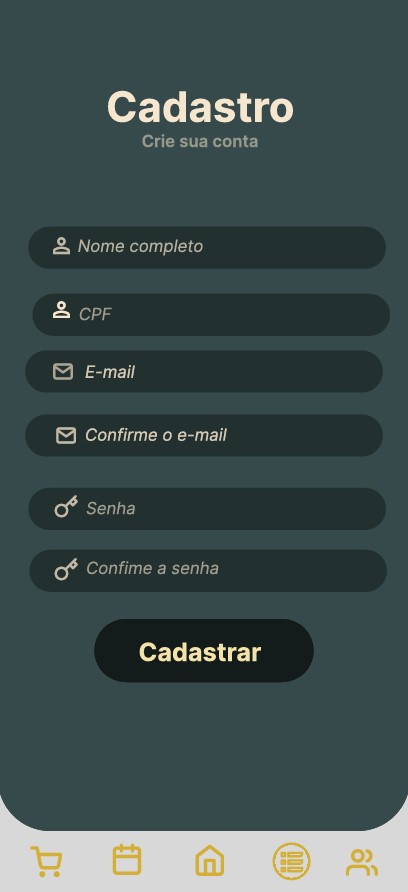 Cadastro
Crie sua conta
Nome completo
CPF
E-mail
Confirme o e-mail
Senha
Confime a senha
Cadastrar